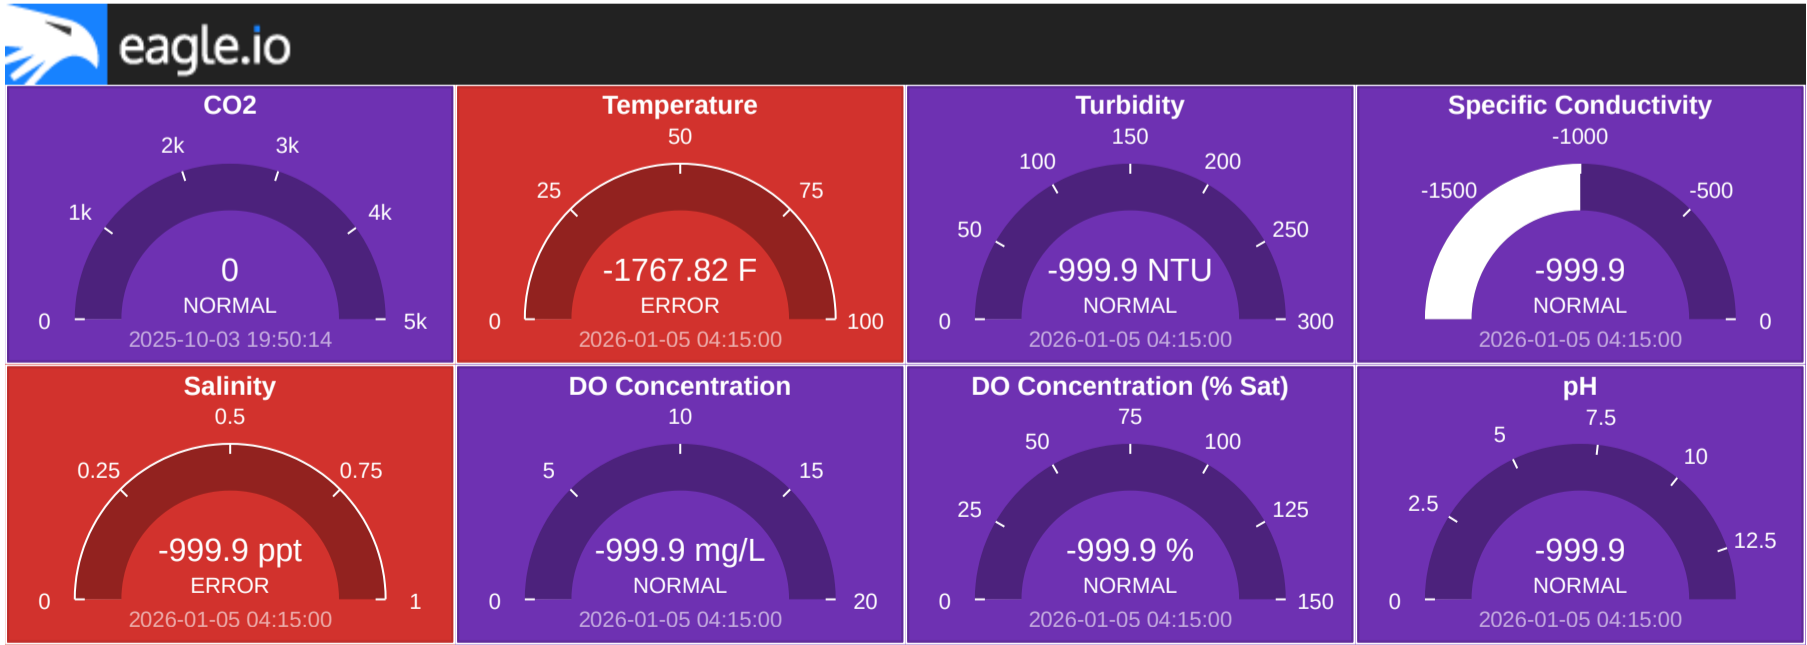 eagle.io
CO2
2k
3k
1k
4k
0
NORMAL
0
5k
2025-10-03 19:50:14
Temperature
50
25
75
-1767.82 F
ERROR
0
100
2026-01-05 04:15:00
Turbidity
150
100
200
50
250
-999.9 NTU
NORMAL
0
300
2026-01-05 04:15:00
Specific Conductivity
-1000
-1500
-500
-999.9
NORMAL
0
2026-01-05 04:15:00
Salinity
0.5
0.25
0.75
-999.9 ppt
ERROR
0
1
2026-01-05 04:15:00
DO Concentration
10
5
15
-999.9 mg/L
NORMAL
0
20
2026-01-05 04:15:00
DO Concentration (% Sat)
75
50
100
25
125
-999.9 %
NORMAL
0
150
2026-01-05 04:15:00
pH
7.5
5
10
2.5
12.5
-999.9
NORMAL
0
2026-01-05 04:15:00